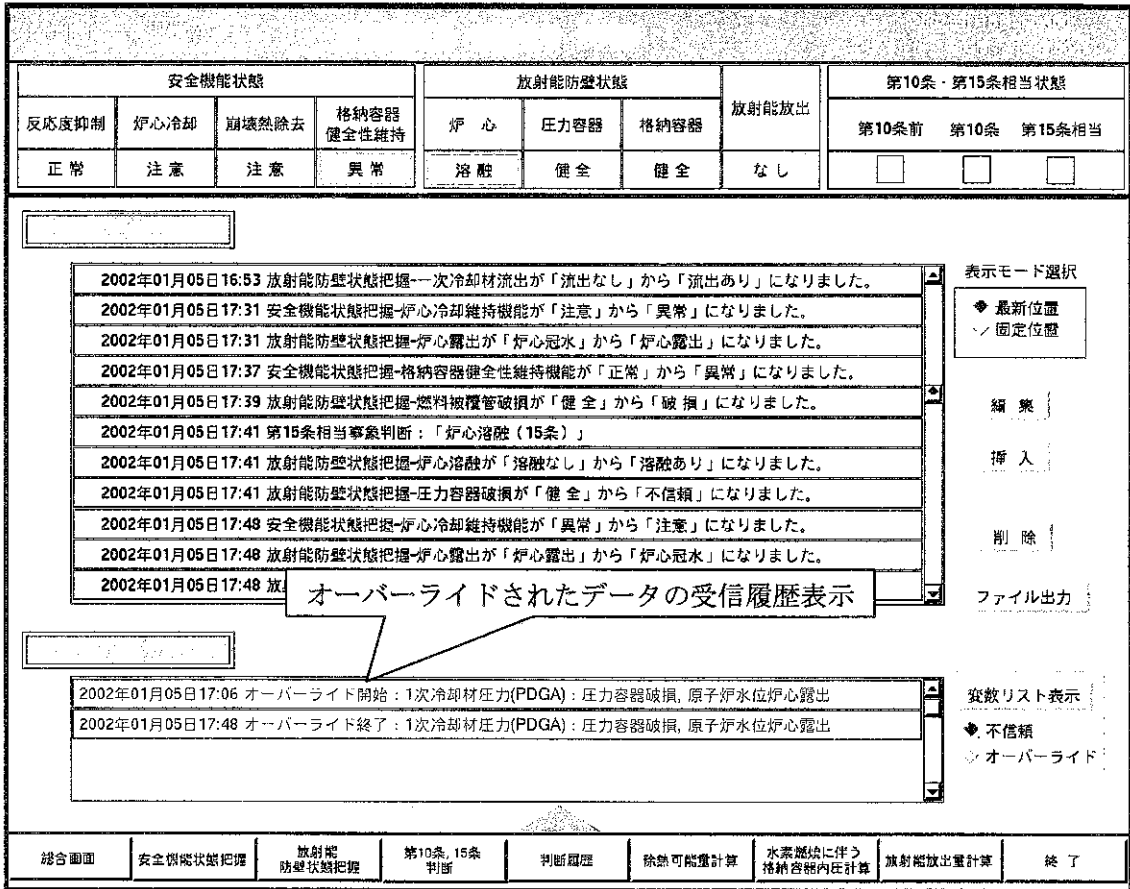 安全機能状態
放射能防壁状態
放射能放出
第10条・第15条相当状態
反応度抑制 炉心冷却 崩壊熱除去 格納容器
健全性維持
炉 心 圧力容器 格納容器
第10条前 第10条 第15条相当
正常 注意 注意 異常 溶融 健全 健全 なし
2002年01月05日16:53 放射能防壁状態把握-一次冷却材流出が「流出なし」から「流出あり」になりました。
2002年01月05日17:31 安全機能状態把握-炉心冷却維持機能が「注意」から「異常」になりました。
2002年01月05日17:31 放射能防壁状態把握-炉心露出が「炉心冠水」から「炉心露出」になりました。
2002年01月05日17:37 安全機能状態把握-格納容器健全性維持機能が「正常」から「異常」になりました。
2002年01月05日17:39 放射能防壁状態把握-燃料被覆管破損が「健 全」から「破 損」になりました。
2002年01月05日17:41 第15条相当事象判断:「炉心溶融(15条)」
2002年01月05日17:41 放射能防壁状態把握-炉心溶融が「溶融なし」から「溶融あり」になりました。
2002年01月05日17:41 放射能防壁状態把握-圧力容器破損が「健 全」から「不信頼」になりました。
2002年01月05日17:48 安全機能状態把握-炉心冷却維持機能が「異常」から「注意」になりました。
2002年01月05日17:48 放射能防壁状態把握-炉心露出が「炉心露出」から「炉心冠水」になりました。
2002年01月05日17:48 放
表示モード選択
最新位置
固定位置
編 集
挿 入
削 除
ファイル出力
オーバーライドされたデータの受信履歴表示
2002年01月05日17:06 オーバーライド開始:1次冷却材圧力(PDGA):圧力容器破損, 原子炉水位炉心露出
2002年01月05日17:48 オーバーライド終了:1次冷却材圧力(PDGA):圧力容器破損, 原子炉水位炉心露出
変数リスト表示
不信頼
オーバーライド
総合画面 安全機能状態把握 放射能
防壁状態把握 第10条, 15条
判断 判断履歴 除熱可能量計算 水素燃焼に伴う
格納容器内圧計算 放射能放出量計算 終 了